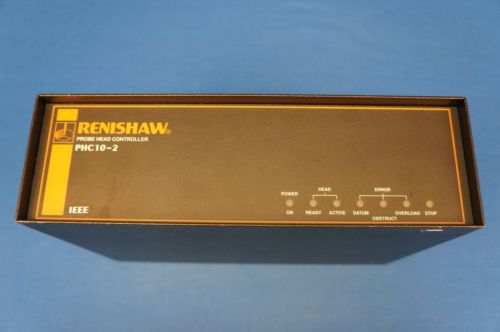 RENISHAW®
PROBE HEAD CONTROLLER
PHC10-2
IEEE
POWER HEAD ERROR
ON READY ACTIVE DATUM OBSTRUCT OVERLOAD STOP